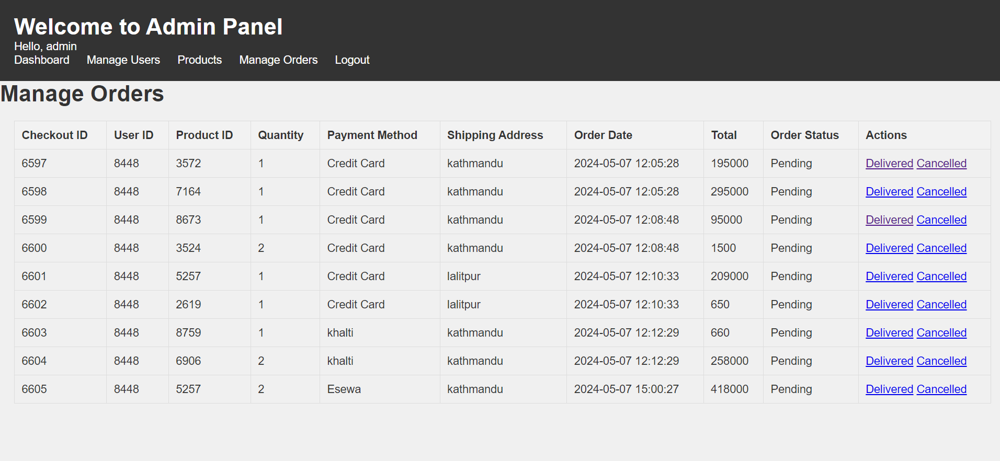 Welcome to Admin Panel
Hello, admin
Dashboard Manage Users Products Manage Orders Logout
Manage Orders
Checkout ID User ID Product ID Quantity Payment Method Shipping Address Order Date Total Order Status Actions
6597 8448 3572 1 Credit Card kathmandu 2024-05-07 12:05:28 195000 Pending Delivered Cancelled
6598 8448 7164 1 Credit Card kathmandu 2024-05-07 12:05:28 295000 Pending Delivered Cancelled
6599 8448 8673 1 Credit Card kathmandu 2024-05-07 12:08:48 95000 Pending Delivered Cancelled
6600 8448 3524 2 Credit Card kathmandu 2024-05-07 12:08:48 1500 Pending Delivered Cancelled
6601 8448 5257 1 Credit Card lalitpur 2024-05-07 12:10:33 209000 Pending Delivered Cancelled
6602 8448 2619 1 Credit Card lalitpur 2024-05-07 12:10:33 650 Pending Delivered Cancelled
6603 8448 8759 1 khalti kathmandu 2024-05-07 12:12:29 660 Pending Delivered Cancelled
6604 8448 6906 2 khalti kathmandu 2024-05-07 12:12:29 258000 Pending Delivered Cancelled
6605 8448 5257 2 Esewa kathmandu 2024-05-07 15:00:27 418000 Pending Delivered Cancelled